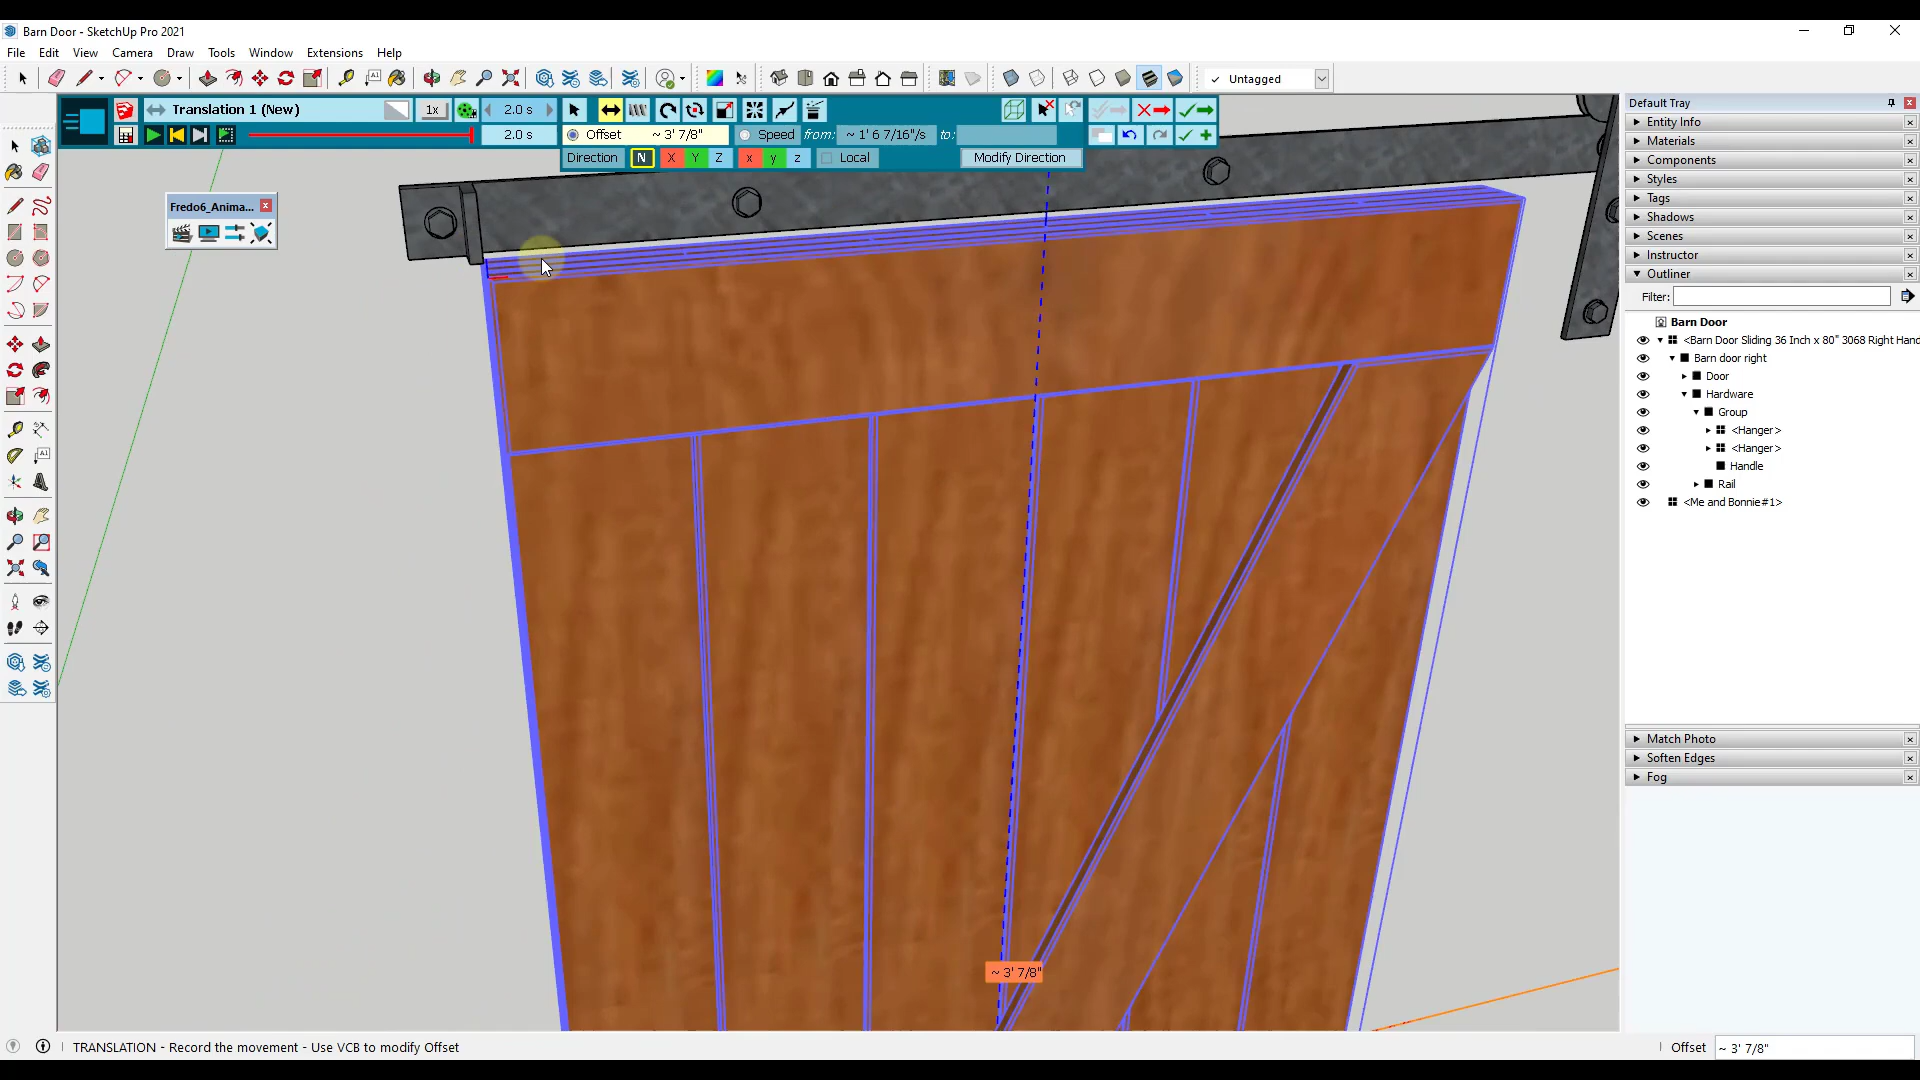 Barn Door - SketchUp Pro 2021
File Edit View Camera Draw Tools Window Extensions Help
A1
Untagged
Translation 1 (New) 1x 2.0 s
2.0 s Offset ~ 3' 7/8" Speed from: ~ 1' 6 7/16"/s to:
Direction N X Y Z x y z Local Modify Direction
Fredo6_Anima...
A1
~ 3' 7/8"
Default Tray
Entity Info
Materials
Components
Styles
Tags
Shadows
Scenes
Instructor
Outliner
Filter:
Barn Door
<Barn Door Sliding 36 Inch x 80" 3068 Right Hand
Barn door right
Door
Hardware
Group
<Hanger>
<Hanger>
Handle
Rail
<Me and Bonnie#1>
Match Photo
Soften Edges
Fog
TRANSLATION - Record the movement - Use VCB to modify Offset
Offset ~ 3' 7/8"